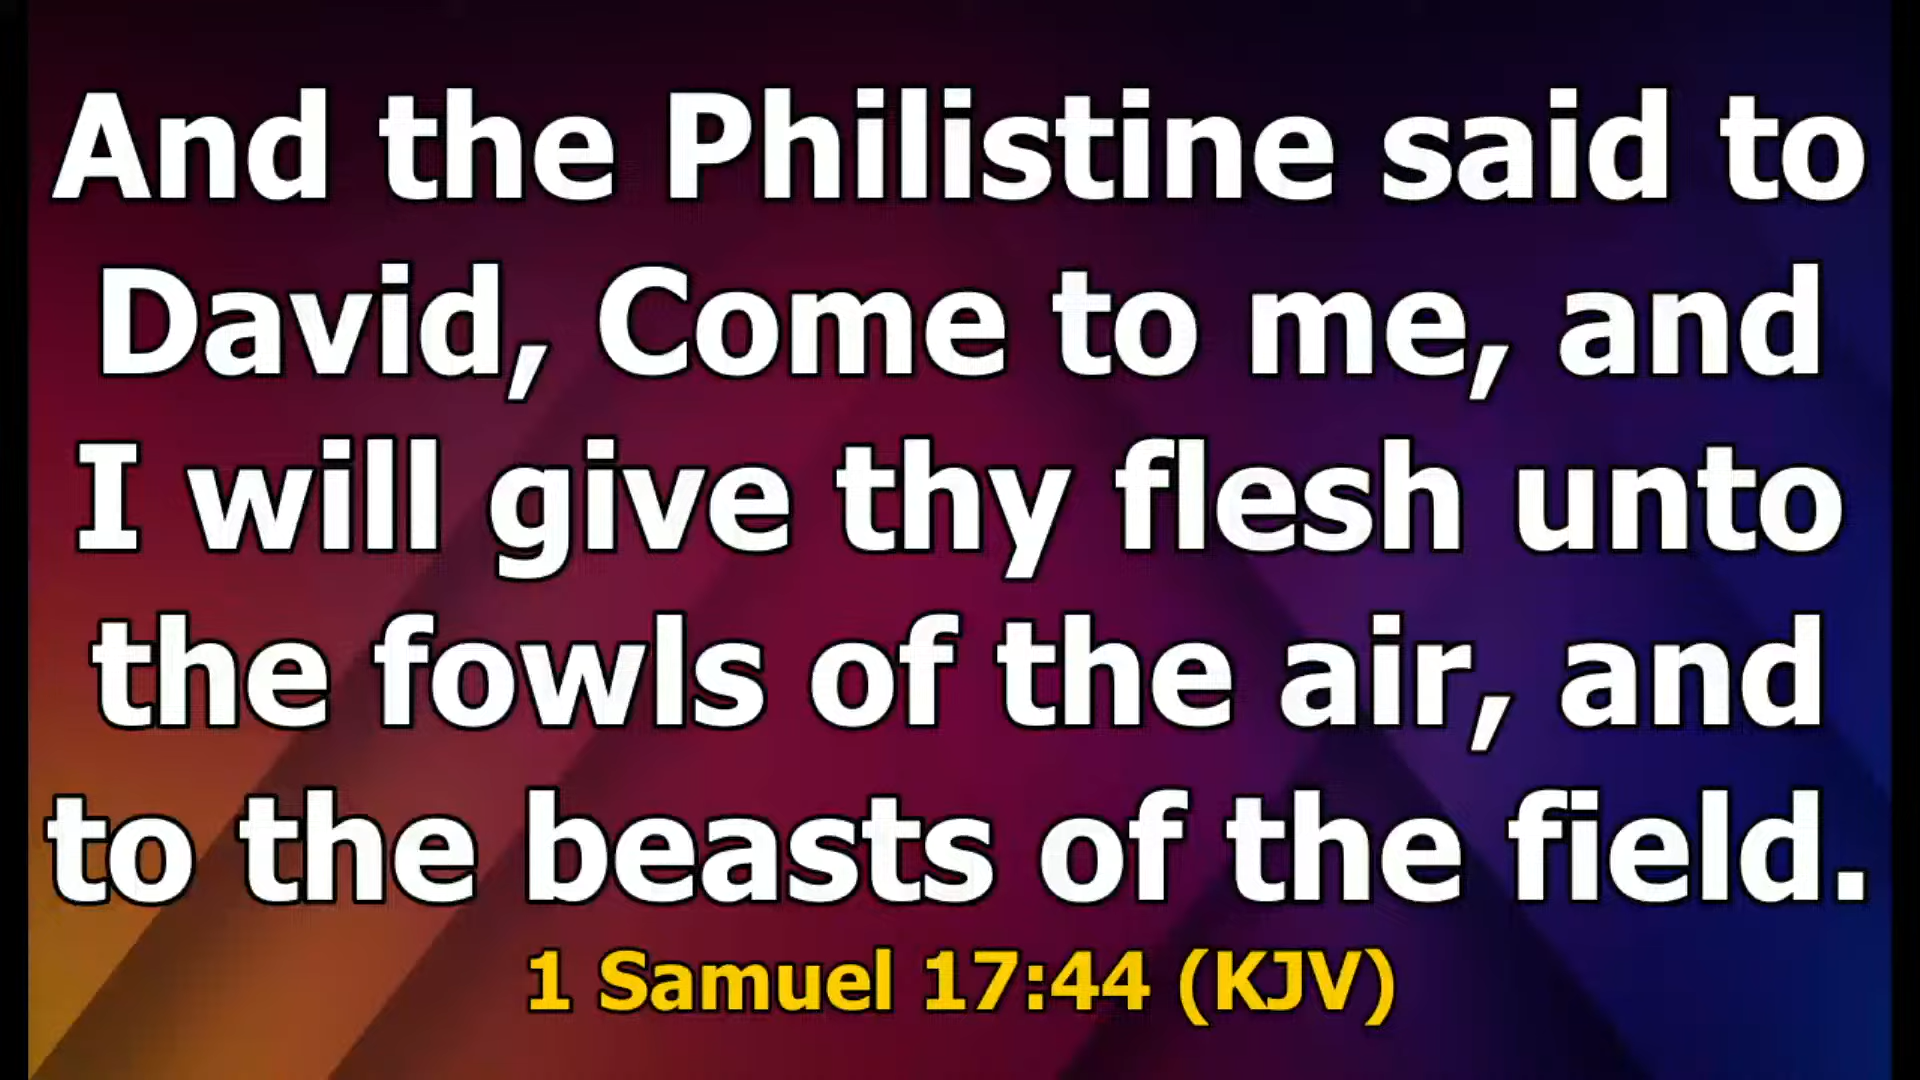 And the Philistine said to
David, Come to me, and
I will give thy flesh unto
the fowls of the air, and
to the beasts of the field.
1 Samuel 17:44 (KJV)